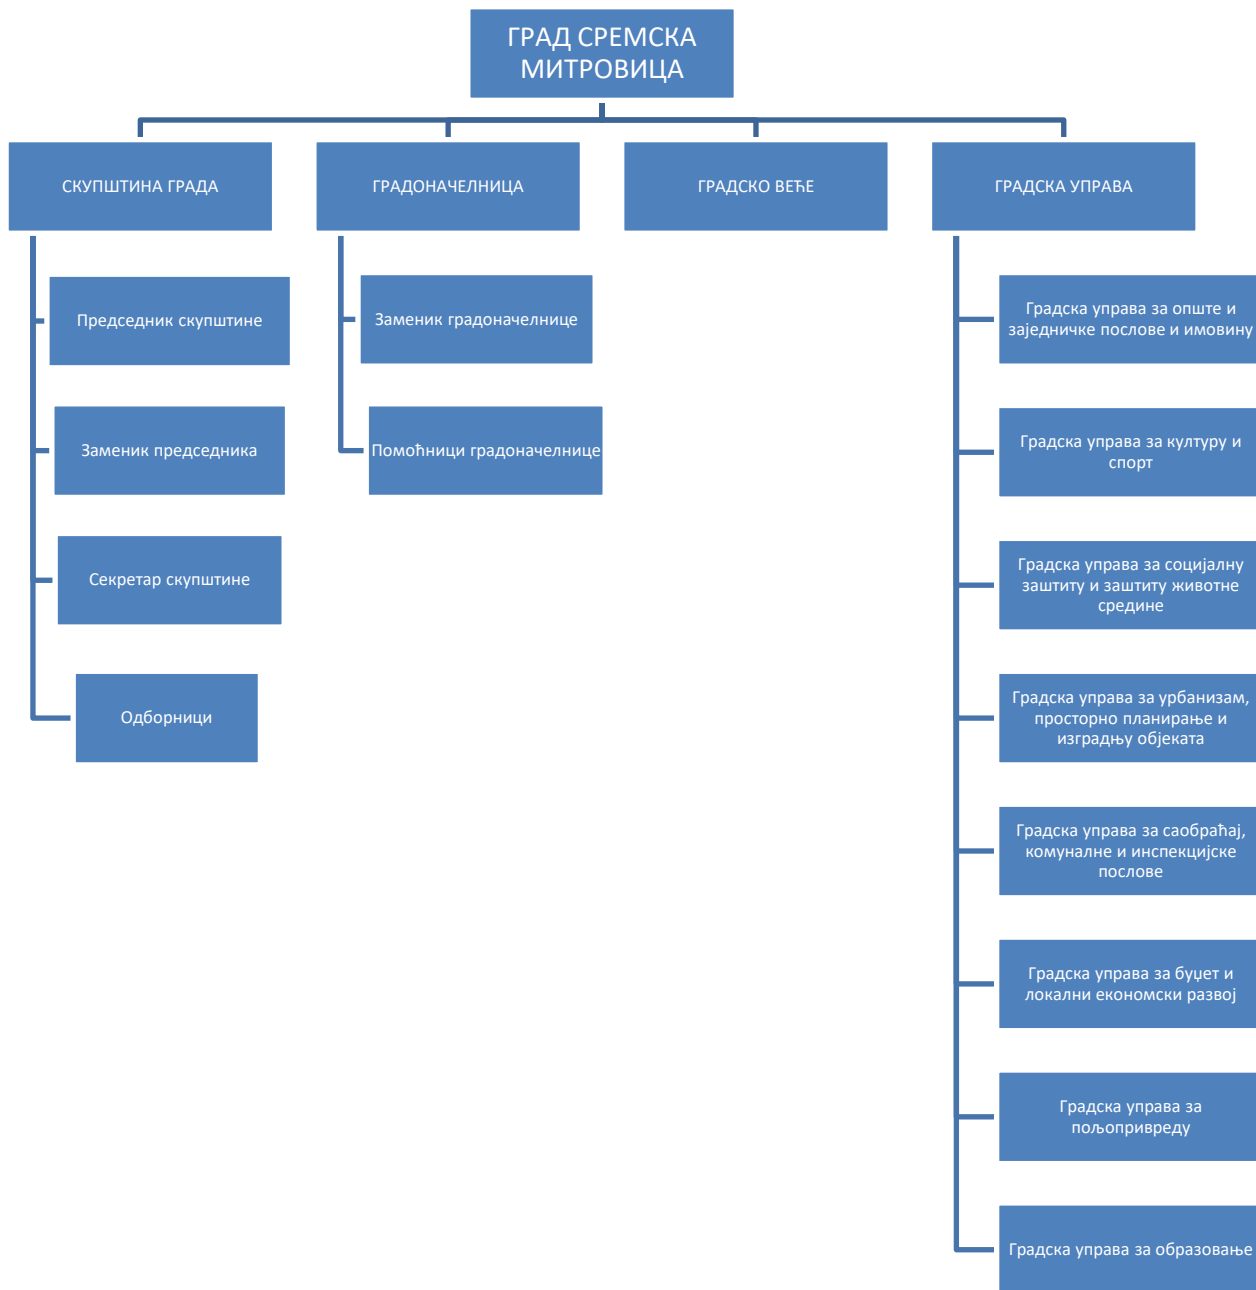 ГРАД СРЕМСКА
МИТРОВИЦА
СКУПШТИНА ГРАДА
Председник скупштине
Заменик председника
Секретар скупштине
Одборници
ГРАДОНАЧЕЛНИЦА
Заменик градоначелнице
Помоћници градоначелнице
ГРАДСКО ВЕЋЕ
ГРАДСКА УПРАВА
Градска управа за опште и
заједничке послове и имовину
Градска управа за културу и
спорт
Градска управа за социјалну
заштиту и заштиту животне
средине
Градска управа за урбанизам,
просторно планирање и
изградњу објеката
Градска управа за саобраћај,
комуналне и инспекцијске
послове
Градска управа за буџет и
локални економски развој
Градска управа за
пољопривреду
Градска управа за образовање